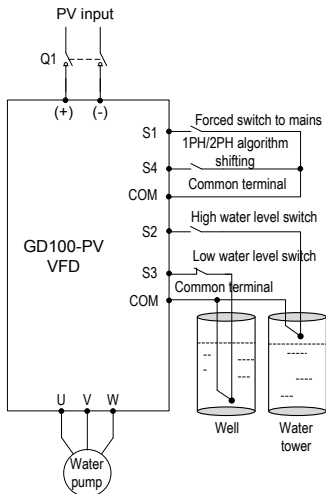 PV input
Q1
(+) (-)
S1 Forced switch to mains
1PH/2PH algorithm
shifting
S4
Common terminal
COM
High water level switch
S2
GD100-PV
VFD
Low water level switch
S3
Common terminal
COM
U V W
Water
pump
Well
Water
tower